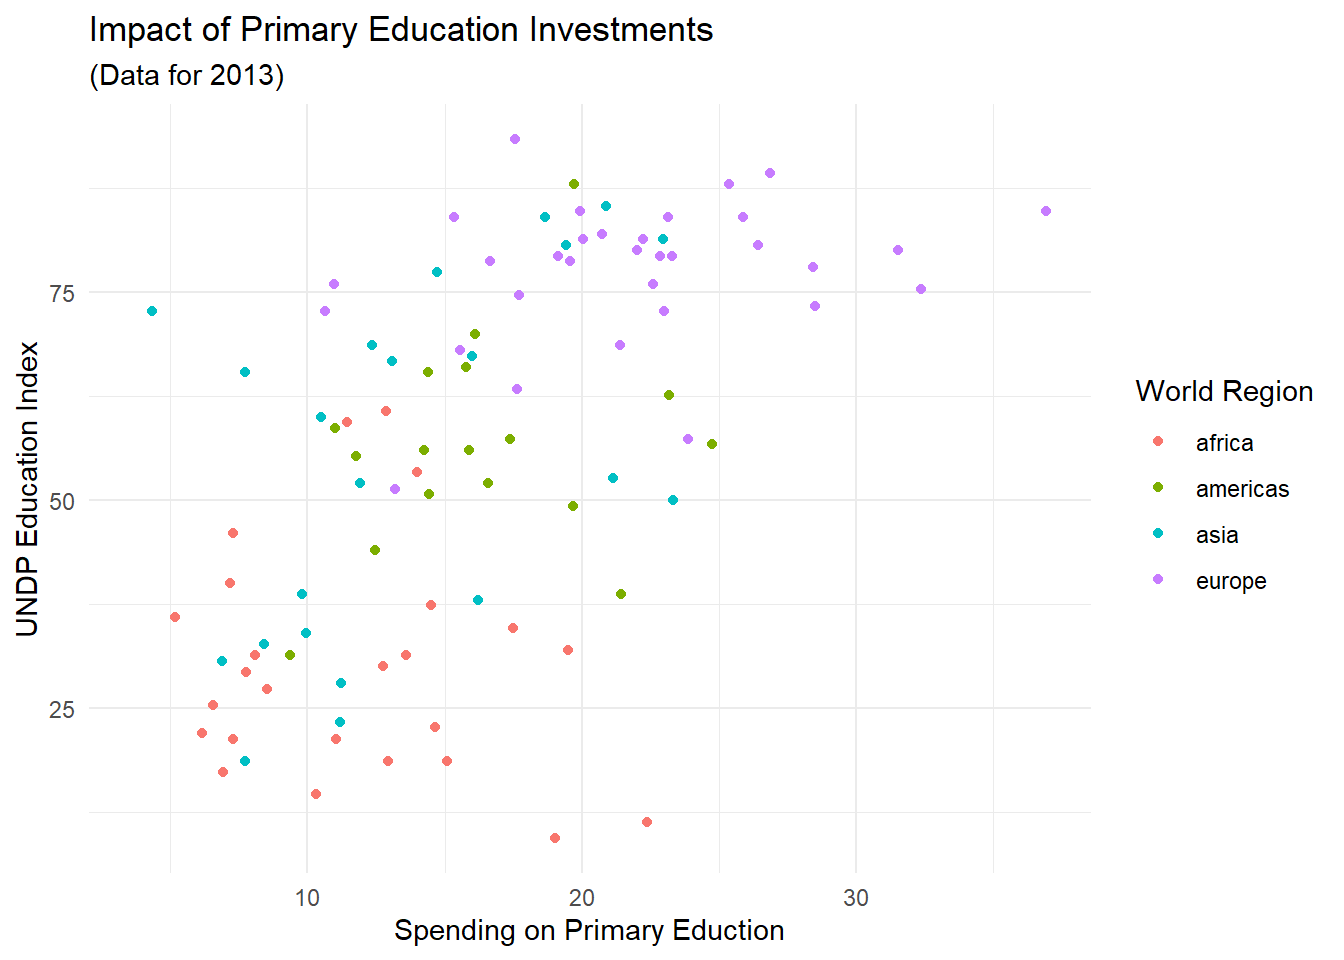 Impact of Primary Education Investments
(Data for 2013)
UNDP Education Index
75
50
25
10 20 30
Spending on Primary Eduction
World Region
africa
americas
asia
europe